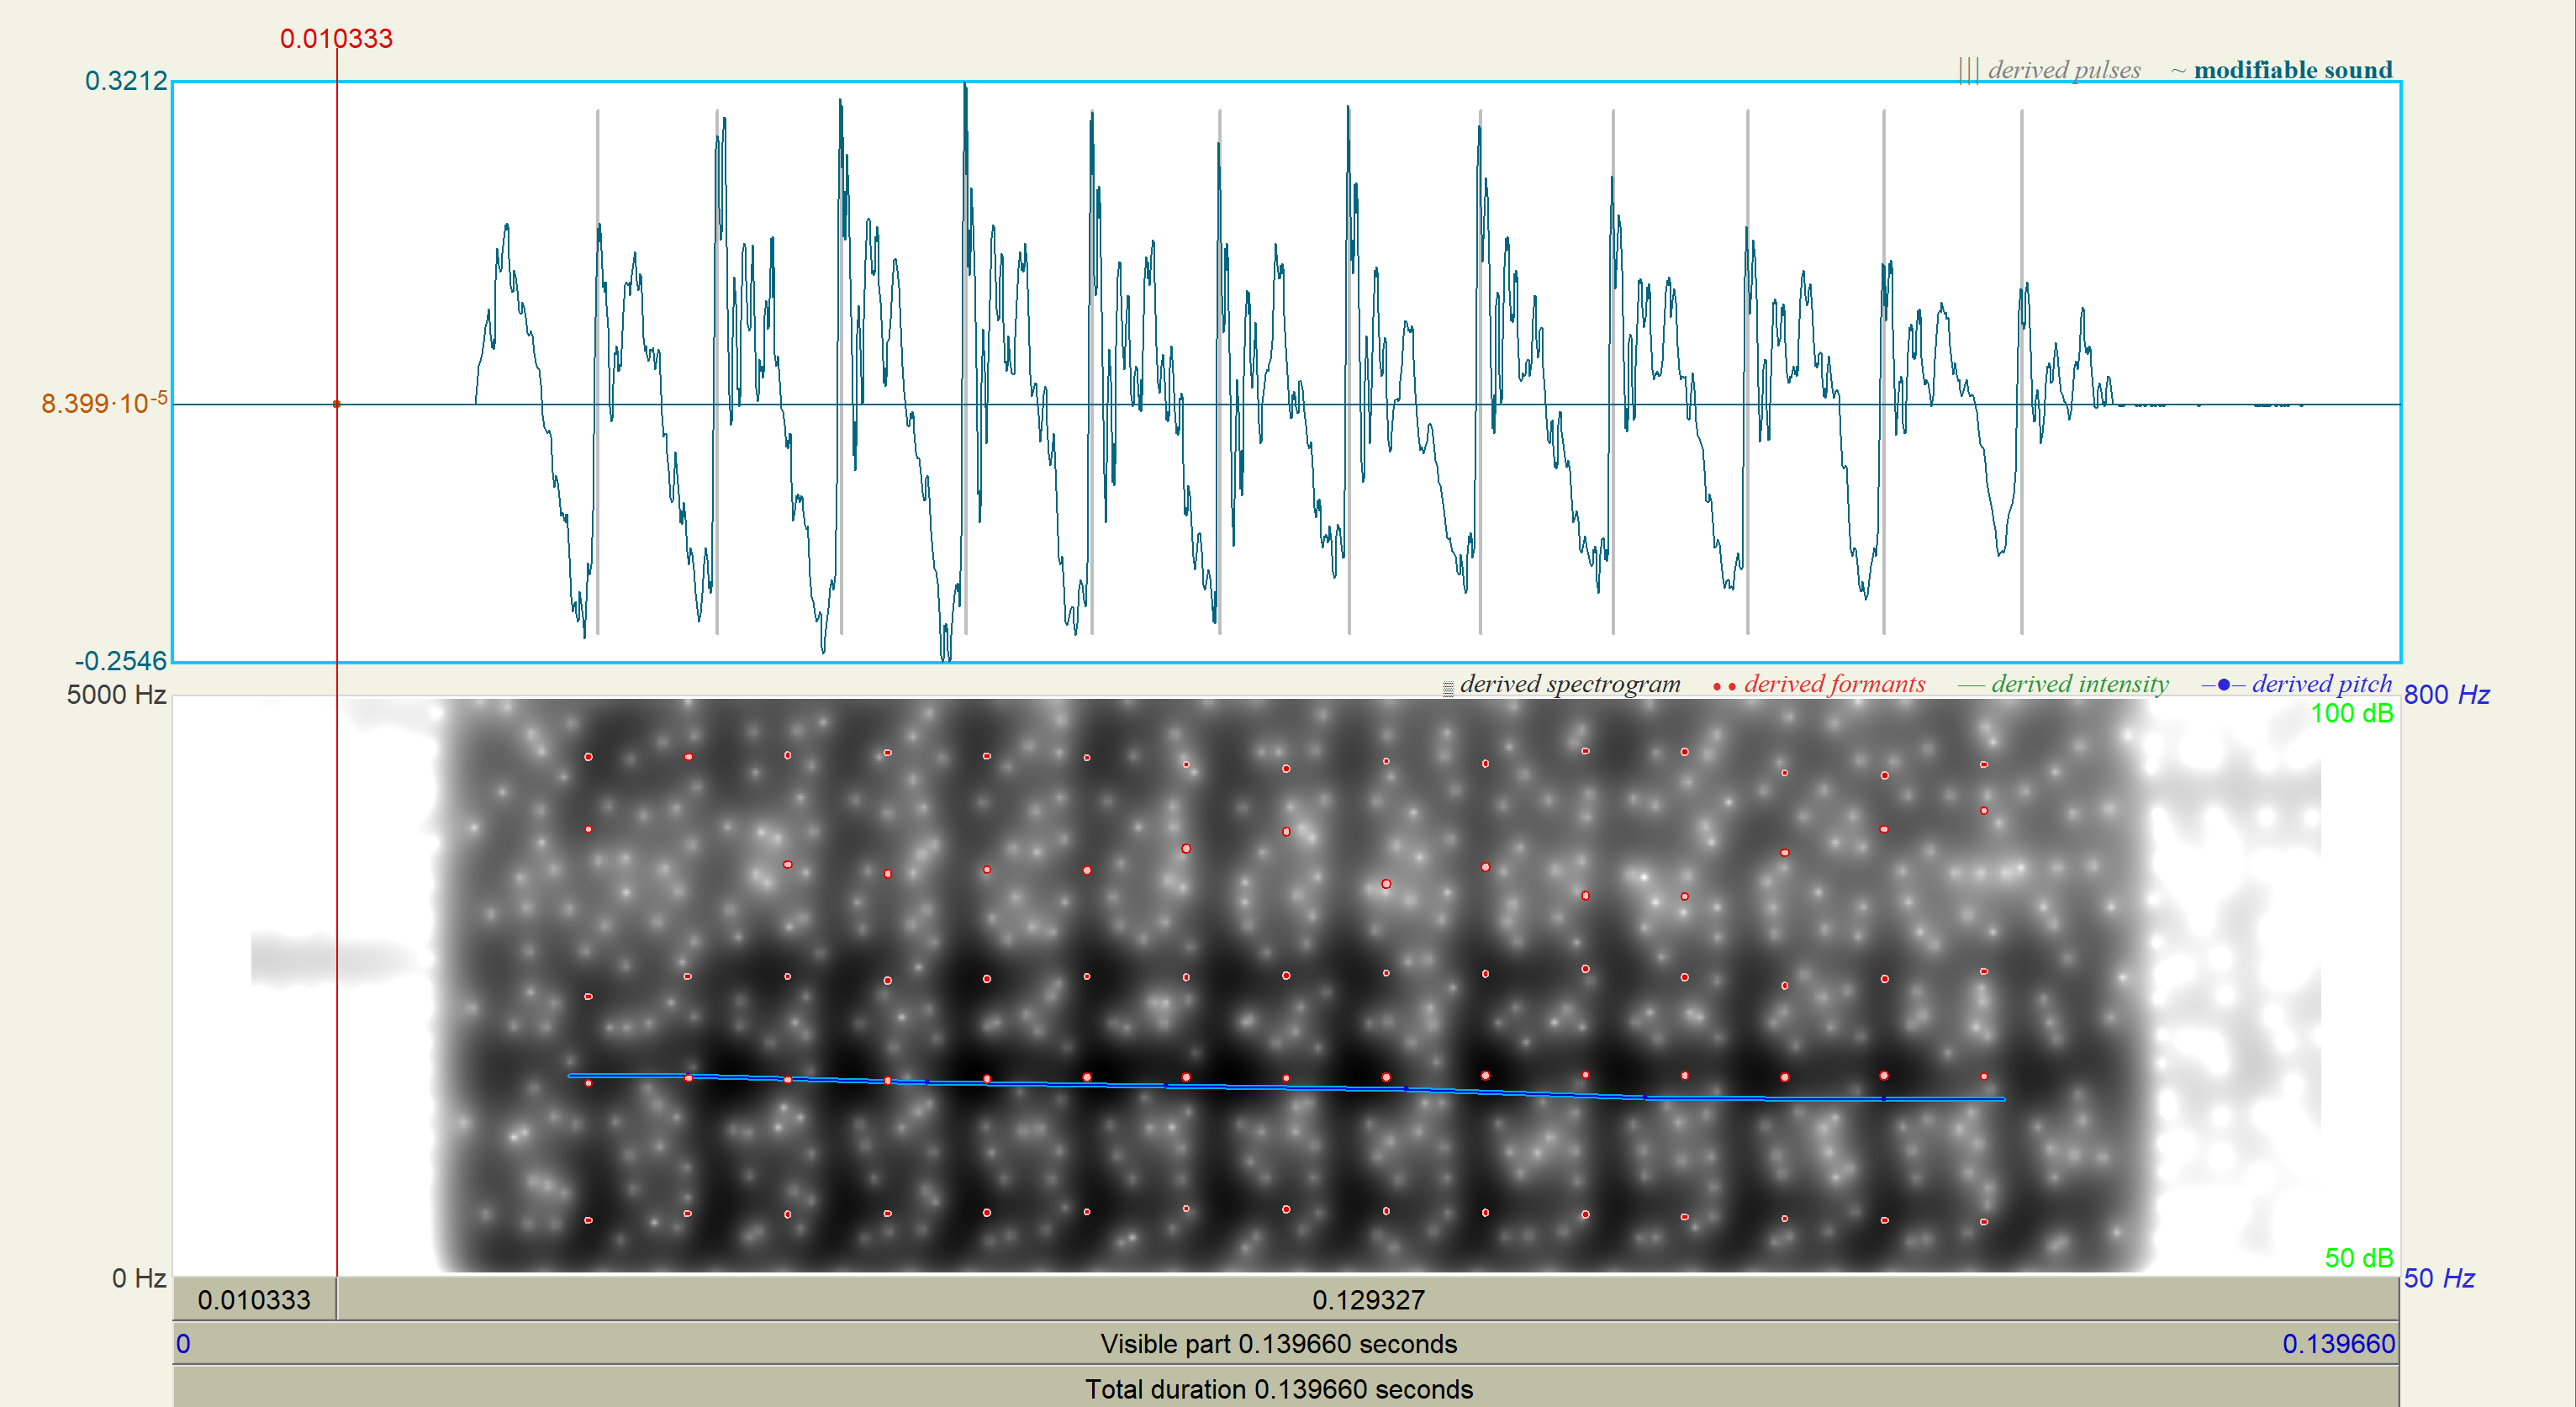 0.010333
0.3212
||| derived pulses ~ modifiable sound
8.399·10⁻⁵
-0.2546
derived spectrogram derived formants derived intensity derived pitch
5000 Hz
800 Hz
100 dB
50 dB
0 Hz
50 Hz
0.010333 0.129327
0 Visible part 0.139660 seconds 0.139660
Total duration 0.139660 seconds